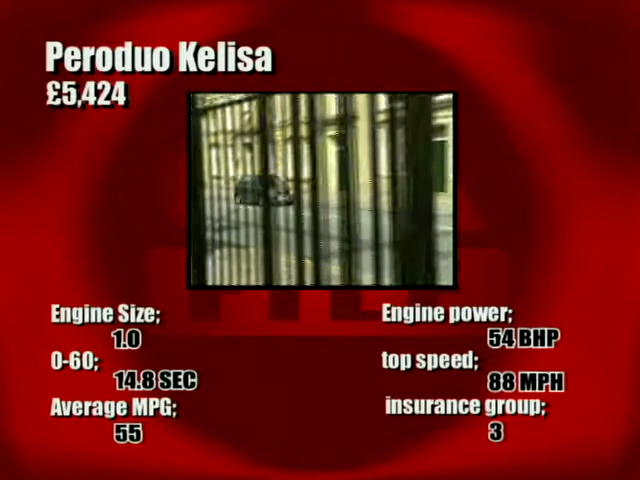 Peroduo Kelisa
£5,424
Engine Size;
1.0
0-60;
14.8 SEC
Average MPG;
55
Engine power;
54 BHP
top speed;
88 MPH
insurance group;
3